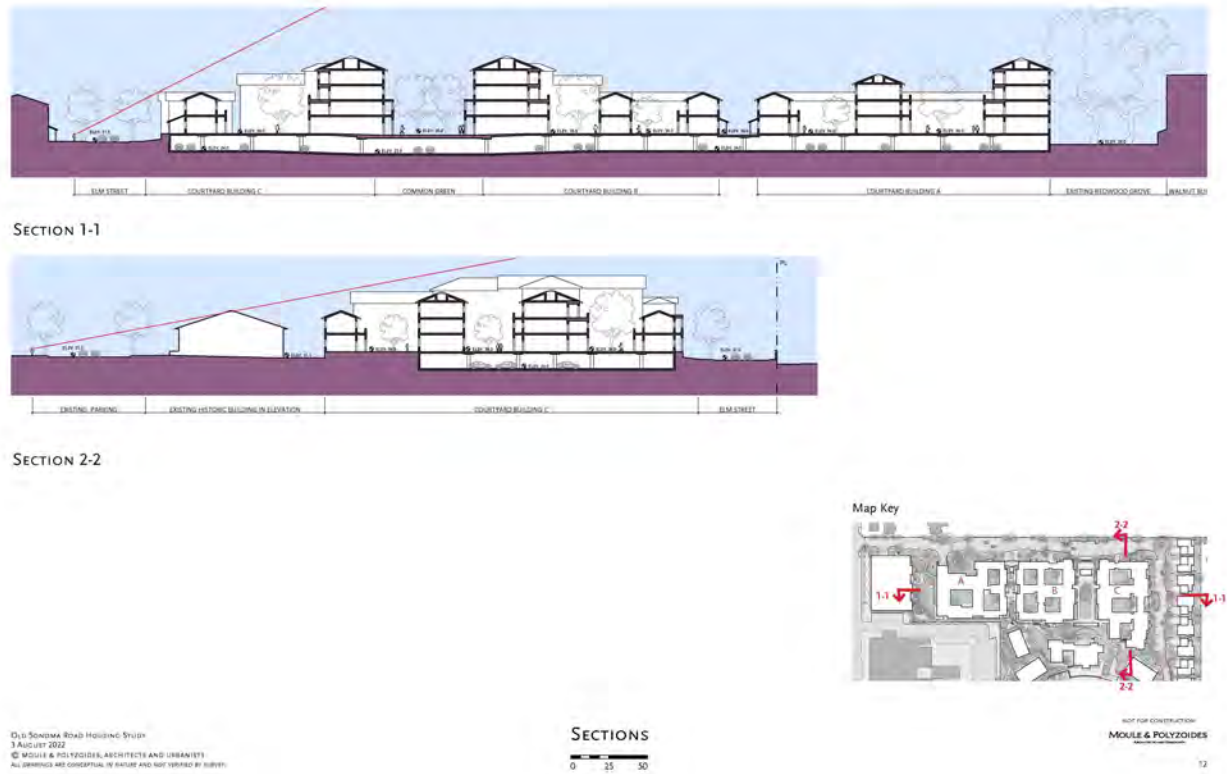 ELM STREET
COURTYARD BUILDING C
COMMON GREEN
COURTYARD BUILDING B
COURTYARD BUILDING A
EXISTING REDWOOD GROVE
WALNUT BUI
SECTION 1-1
PL
EXISTING PARKING
EXISTING HISTORIC BUILDING IN ELEVATION
COURTYARD BUILDING C
ELM STREET
SECTION 2-2
Map Key
2-2
A
B
C
1-1
1-1
2-2
OLD SONOMA ROAD HOUSING STUDY
3 AUGUST 2022
© MOULE & POLYZOIDES, ARCHITECTS AND URBANISTS
ALL DRAWINGS ARE CONCEPTUAL IN NATURE AND NOT VERIFIED BY SURVEY.
SECTIONS
0 25 50
NOT FOR CONSTRUCTION
MOULE & POLYZOIDES
12